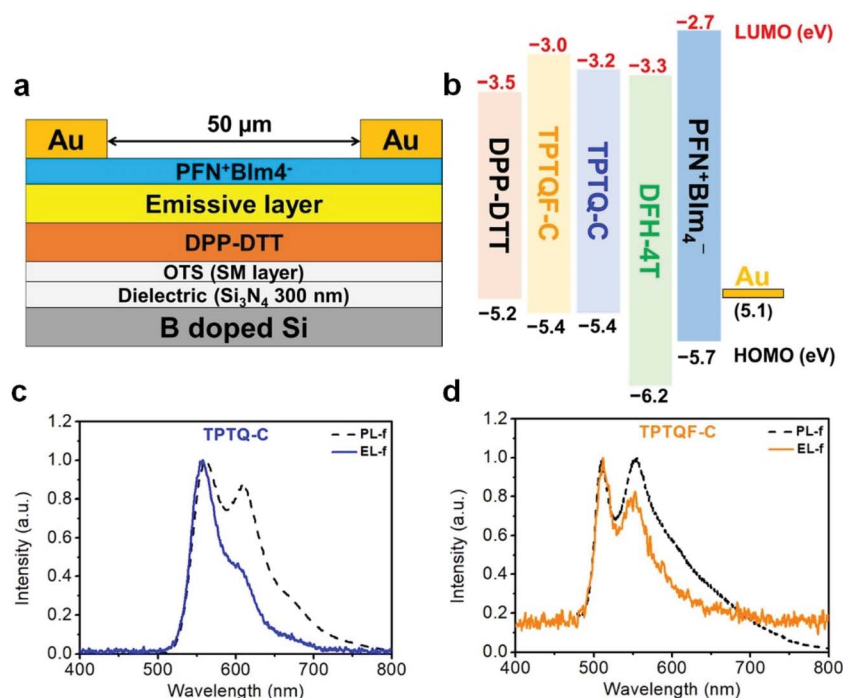 a
Au
50 µm
Au
PFN⁺BIm4⁻
Emissive layer
DPP-DTT
OTS (SM layer)
Dielectric (Si₃N₄ 300 nm)
B doped Si
b
−2.7
LUMO (eV)
−3.0
−3.2
−3.3
−3.5
DPP-DTT
TPTQF-C
TPTQ-C
DFH-4T
PFN⁺BIm₄⁻
Au
(5.1)
−5.2
−5.4
−5.4
−5.7
HOMO (eV)
−6.2
c
TPTQ-C
PL-f
EL-f
1.2
1.0
0.8
0.6
0.4
0.2
0.0
Intensity (a.u.)
400 500 600 700 800
Wavelength (nm)
d
TPTQF-C
PL-f
EL-f
1.2
1.0
0.8
0.6
0.4
0.2
0.0
Intensity (a.u.)
400 500 600 700 800
Wavelength (nm)